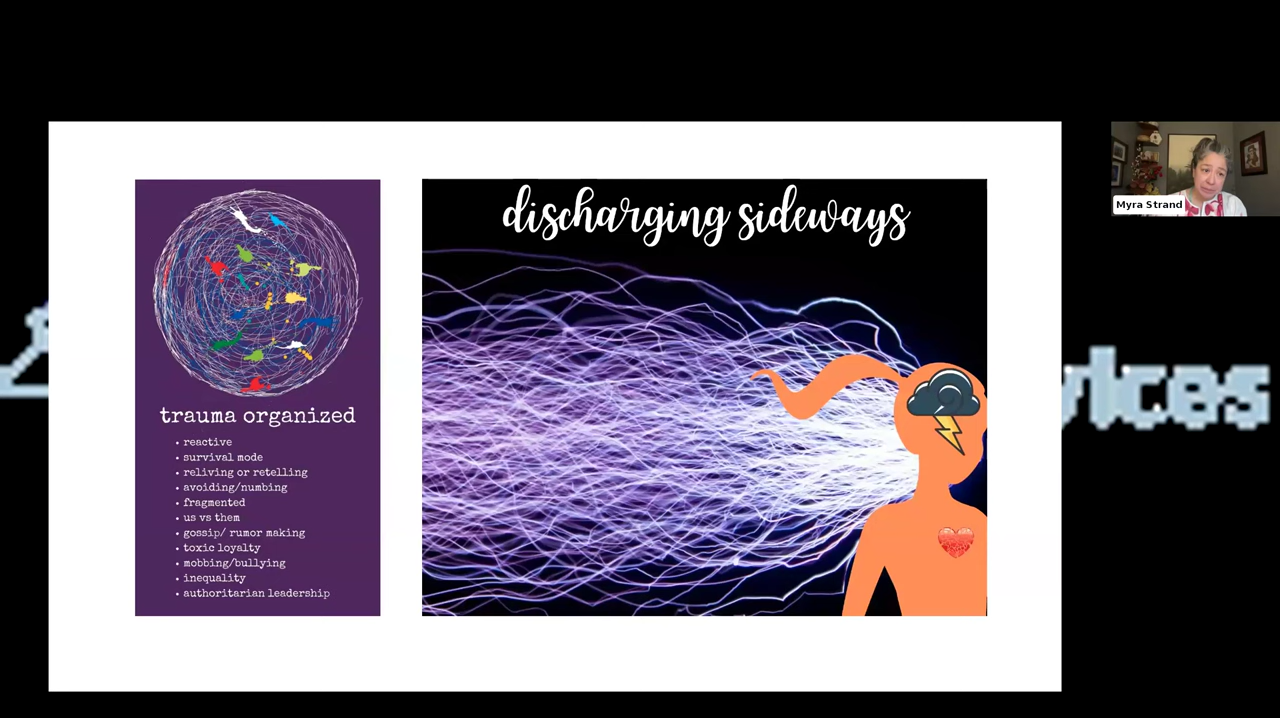 discharging sideways
trauma organized
• reactive
• survival mode
• reliving or retelling
• avoiding/numbing
• fragmented
• us vs them
• gossip/ rumor making
• toxic loyalty
• mobbing/bullying
• inequality
• authoritarian leadership
Myra Strand
vices